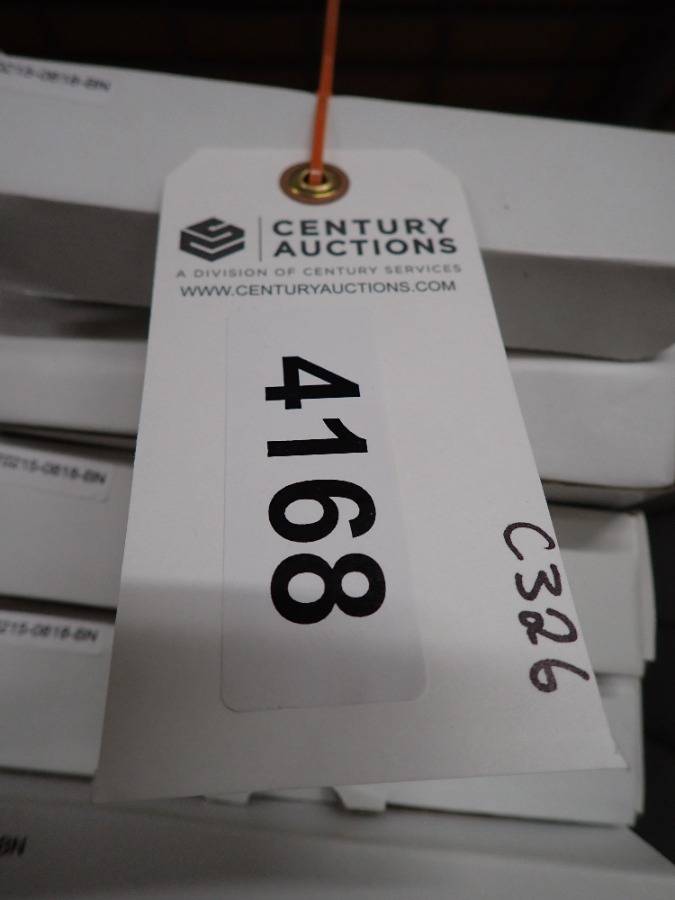 CENTURY
AUCTIONS
A DIVISION OF CENTURY SERVICES
WWW.CENTURYAUCTIONS.COM
4168
C326